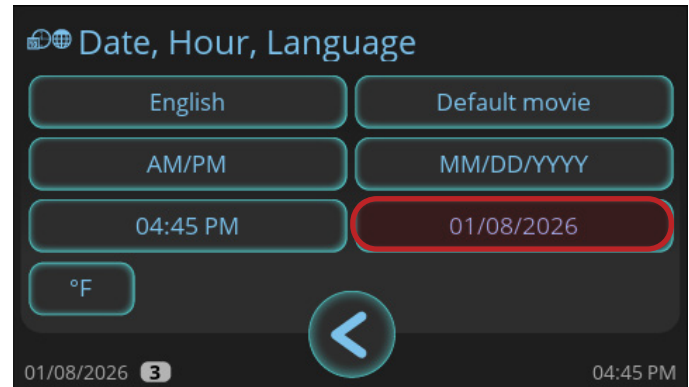 Date, Hour, Language
English Default movie
AM/PM MM/DD/YYYY
04:45 PM 01/08/2026
°F
01/08/2026 3 04:45 PM